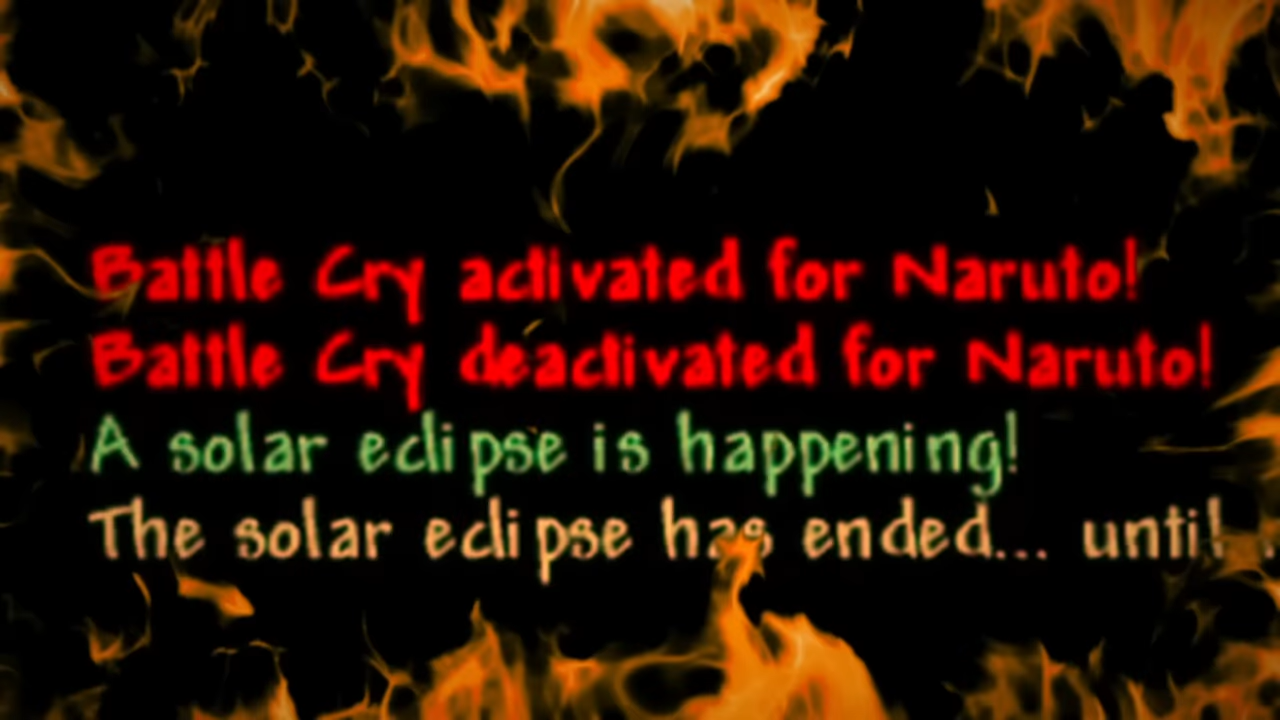 Battle Cry activated for Naruto!
Battle Cry deactivated for Naruto!
A solar eclipse is happening!
The solar eclipse has ended... until